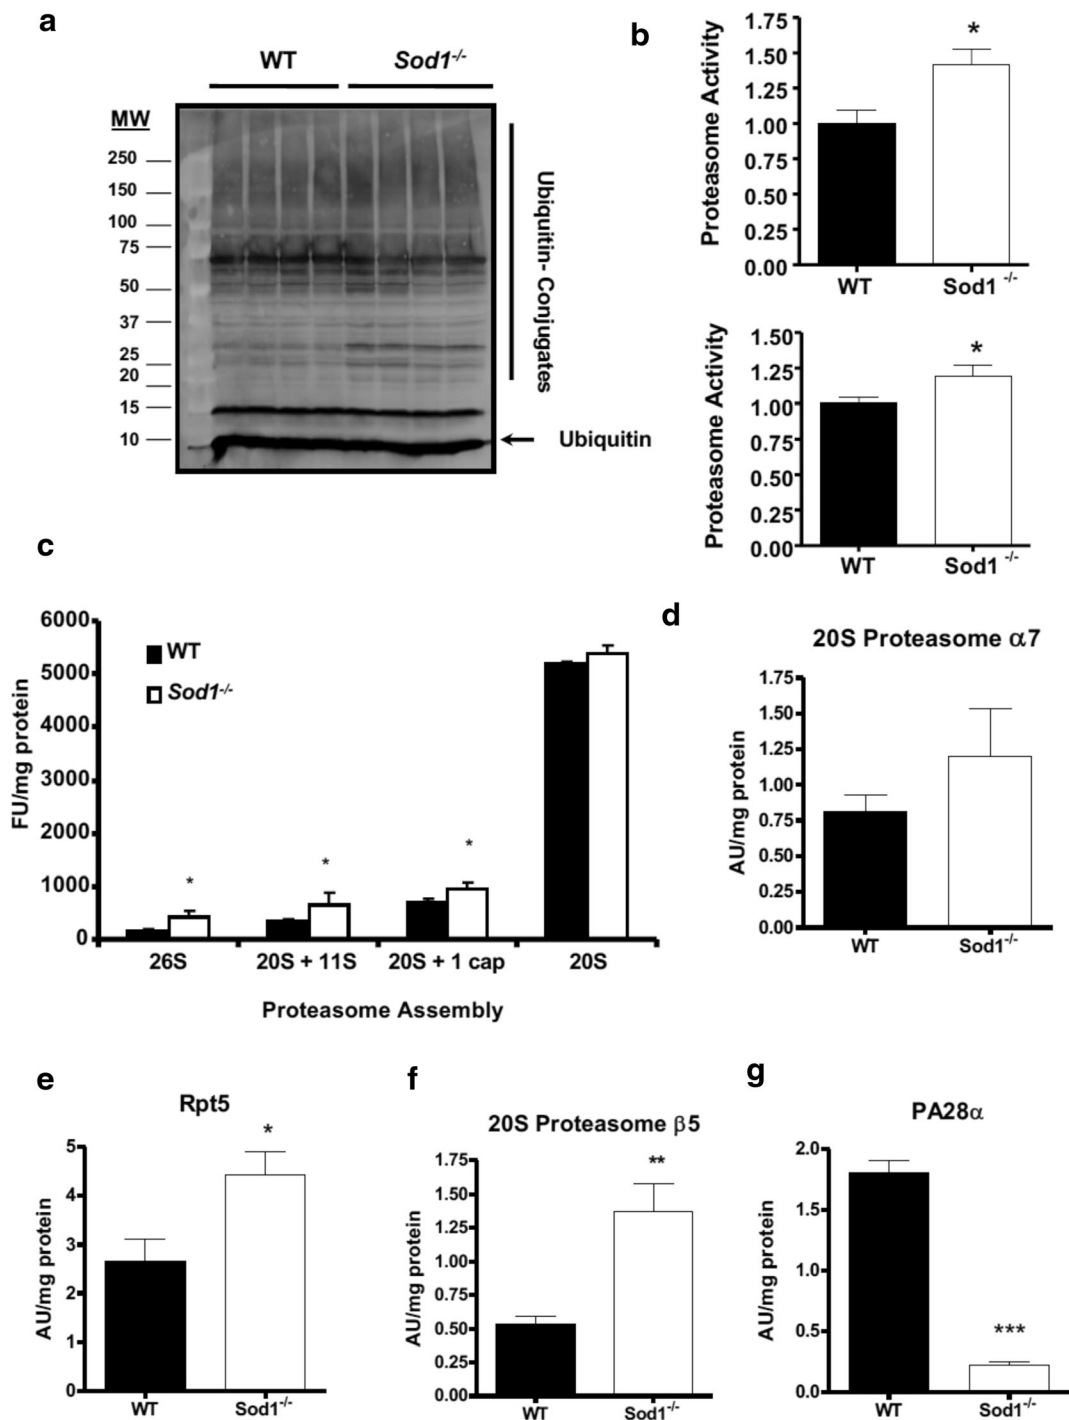 a
WT
Sod1-/-
MW
250
150
100
75
50
37
25
20
15
10
Ubiquitin- Conjugates
Ubiquitin
b
Proteasome Activity
1.75
1.50
1.25
1.00
0.75
0.50
0.25
0.00
*
WT
Sod1 -/-
Proteasome Activity
1.50
1.25
1.00
0.75
0.50
0.25
0.00
*
WT
Sod1 -/-
c
FU/mg protein
6000
5000
4000
3000
2000
1000
0
WT
Sod1-/-
*
*
*
26S
20S + 11S
20S + 1 cap
20S
Proteasome Assembly
d
20S Proteasome α7
AU/mg protein
1.75
1.50
1.25
1.00
0.75
0.50
0.25
0.00
WT
Sod1-/-
e
Rpt5
AU/mg protein
5
4
3
2
1
0
*
WT
Sod1-/-
f
20S Proteasome β5
AU/mg protein
1.75
1.50
1.25
1.00
0.75
0.50
0.25
0.00
**
WT
Sod1-/-
g
PA28α
AU/mg protein
2.0
1.5
1.0
0.5
0.0
***
WT
Sod1-/-